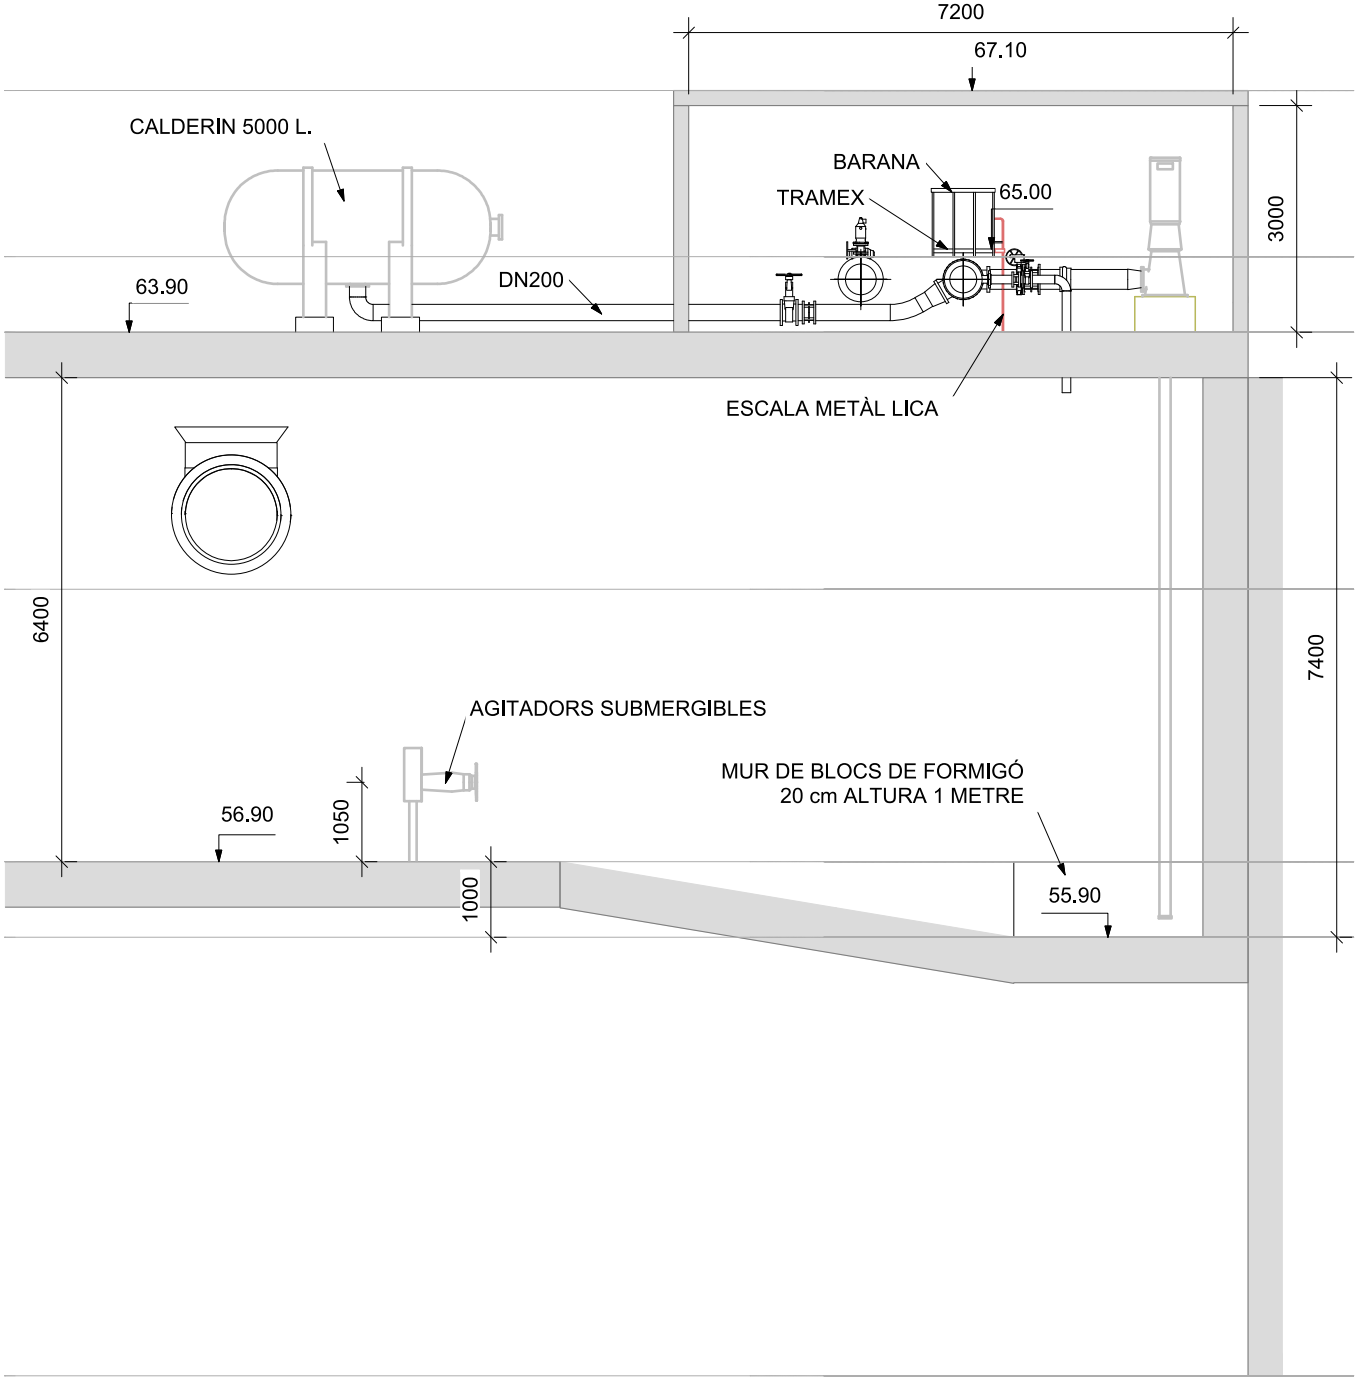 7200
67.10
CALDERIN 5000 L.
BARANA
TRAMEX
65.00
3000
63.90
DN200
ESCALA METÀL LICA
6400
7400
AGITADORS SUBMERGIBLES
MUR DE BLOCS DE FORMIGÓ
20 cm ALTURA 1 METRE
56.90
1050
1000
55.90